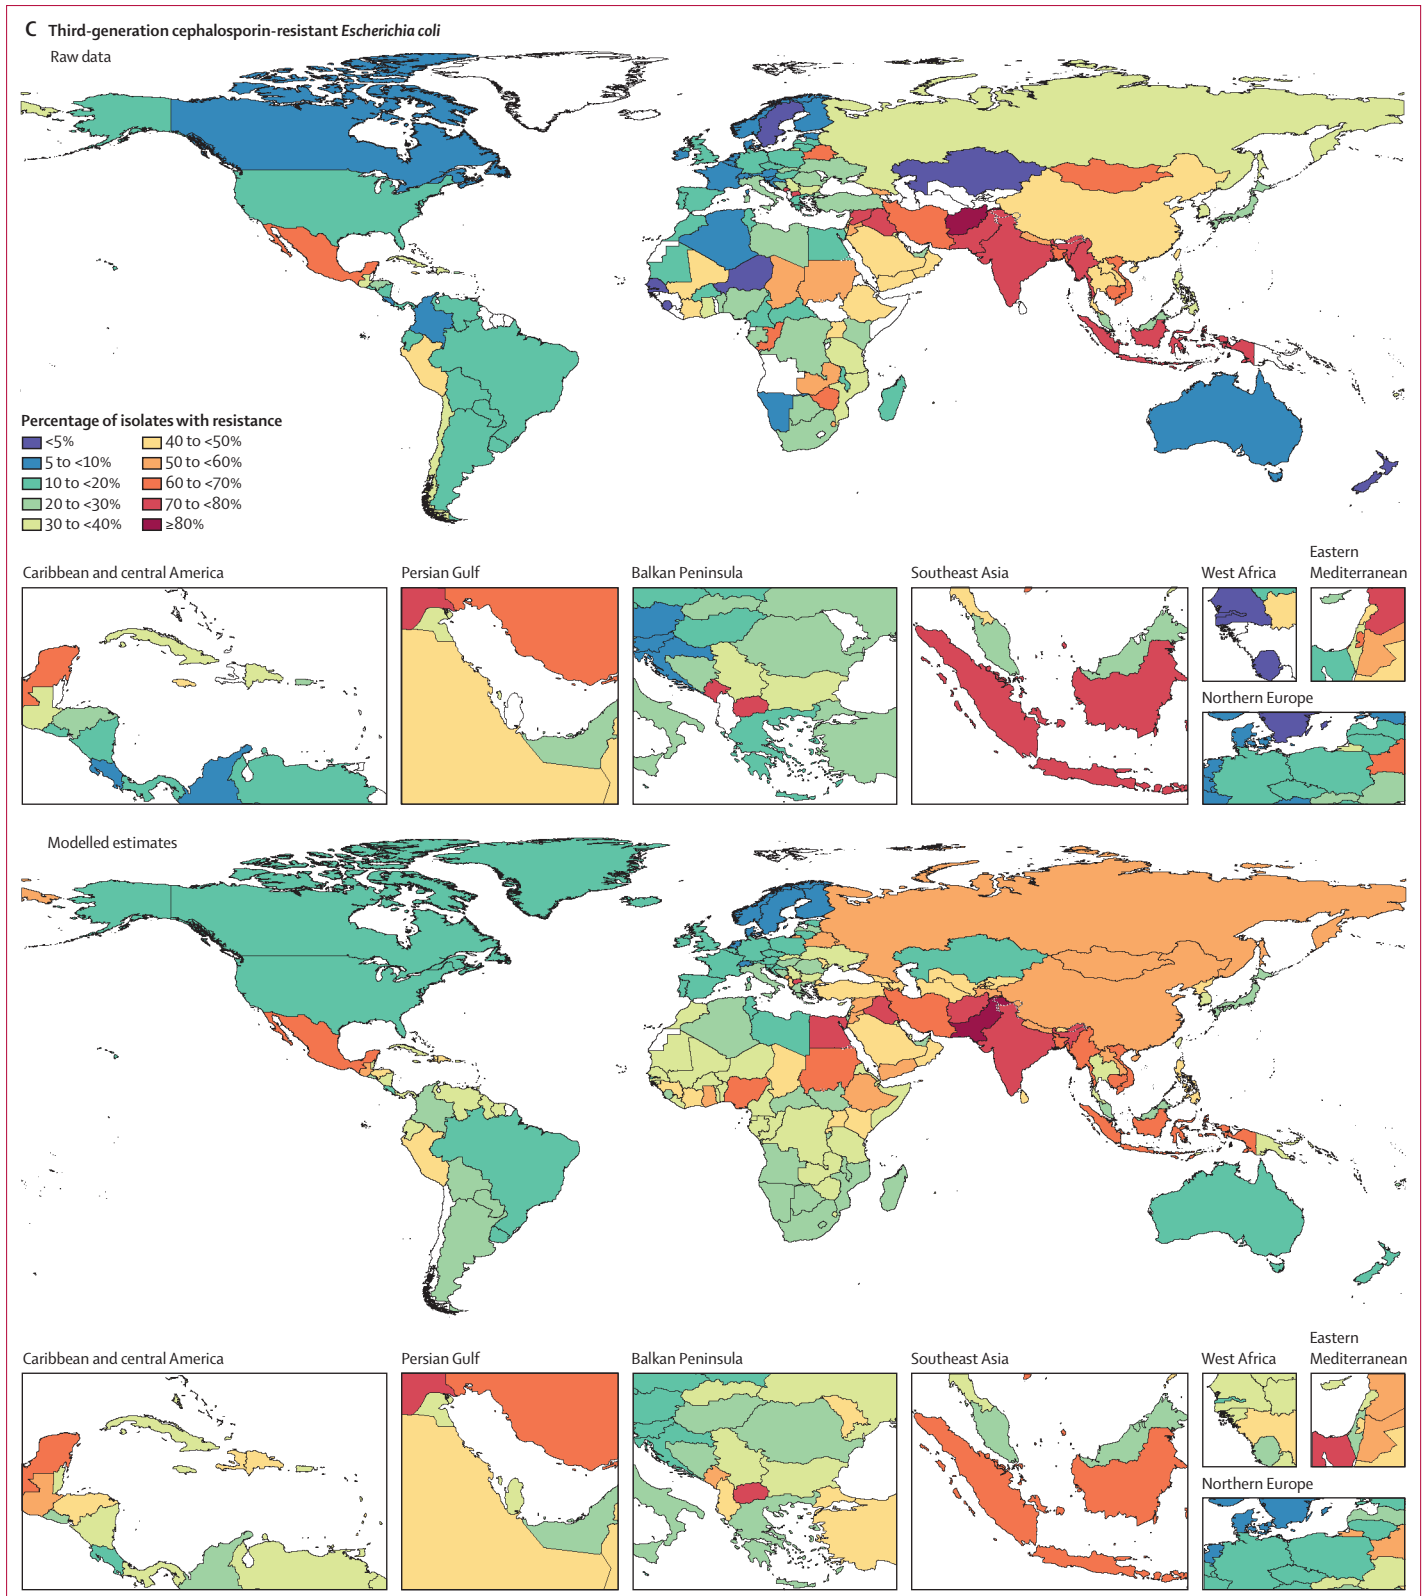 C Third-generation cephalosporin-resistant Escherichia coli
Raw data
Percentage of isolates with resistance
<5%
5 to <10%
10 to <20%
20 to <30%
30 to <40%
40 to <50%
50 to <60%
60 to <70%
70 to <80%
≥80%
Caribbean and central America
Persian Gulf
Balkan Peninsula
Southeast Asia
West Africa
Eastern
Mediterranean
Northern Europe
Modelled estimates
Caribbean and central America
Persian Gulf
Balkan Peninsula
Southeast Asia
West Africa
Eastern
Mediterranean
Northern Europe